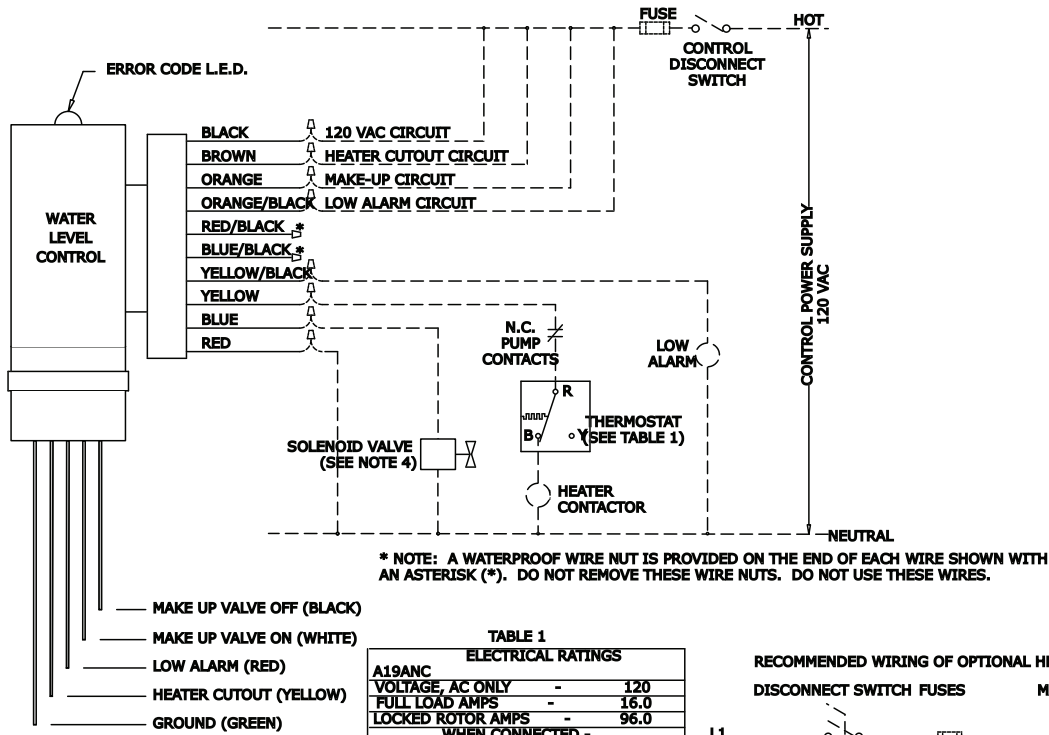 FUSE
HOT
CONTROL
DISCONNECT
SWITCH
ERROR CODE L.E.D.
BLACK
120 VAC CIRCUIT
BROWN
HEATER CUTOUT CIRCUIT
ORANGE
MAKE-UP CIRCUIT
ORANGE/BLACK
LOW ALARM CIRCUIT
RED/BLACK *
BLUE/BLACK *
YELLOW/BLACK
YELLOW
BLUE
RED
WATER
LEVEL
CONTROL
N.C.
PUMP
CONTACTS
LOW
ALARM
CONTROL POWER SUPPLY
120 VAC
R
B
Y
THERMOSTAT
(SEE TABLE 1)
SOLENOID VALVE
(SEE NOTE 4)
HEATER
CONTACTOR
NEUTRAL
* NOTE: A WATERPROOF WIRE NUT IS PROVIDED ON THE END OF EACH WIRE SHOWN WITH
AN ASTERISK (*). DO NOT REMOVE THESE WIRE NUTS. DO NOT USE THESE WIRES.
MAKE UP VALVE OFF (BLACK)
MAKE UP VALVE ON (WHITE)
LOW ALARM (RED)
HEATER CUTOUT (YELLOW)
GROUND (GREEN)
TABLE 1
ELECTRICAL RATINGS
A19ANC
VOLTAGE, AC ONLY - 120
FULL LOAD AMPS - 16.0
LOCKED ROTOR AMPS - 96.0
WHEN CONNECTED -
RECOMMENDED WIRING OF OPTIONAL
DISCONNECT SWITCH FUSES
L1